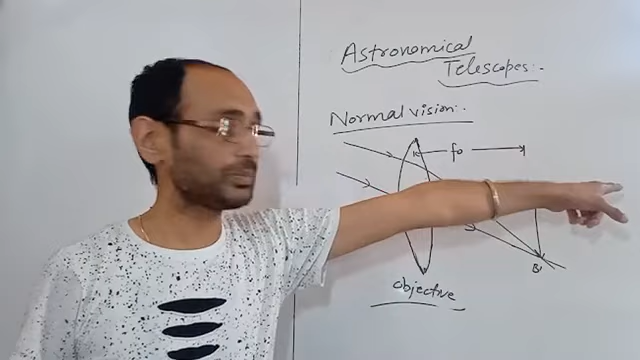 Astronomical
Telescopes:-
Normal vision:-
fo
B'
Objective